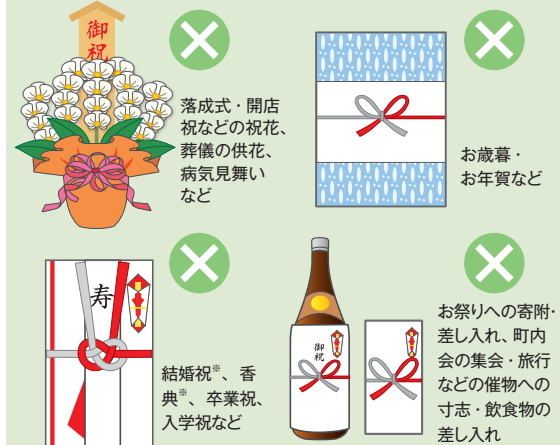 御祝
落成式・開店
祝などの祝花、
葬儀の供花、
病気見舞い
など
お歳暮・
お年賀など
寿
結婚祝※、香
典※、卒業祝、
入学祝など
御祝
お祭りへの寄附・
差し入れ、町内
会の集会・旅行
などの催物への
寸志・飲食物の
差し入れ